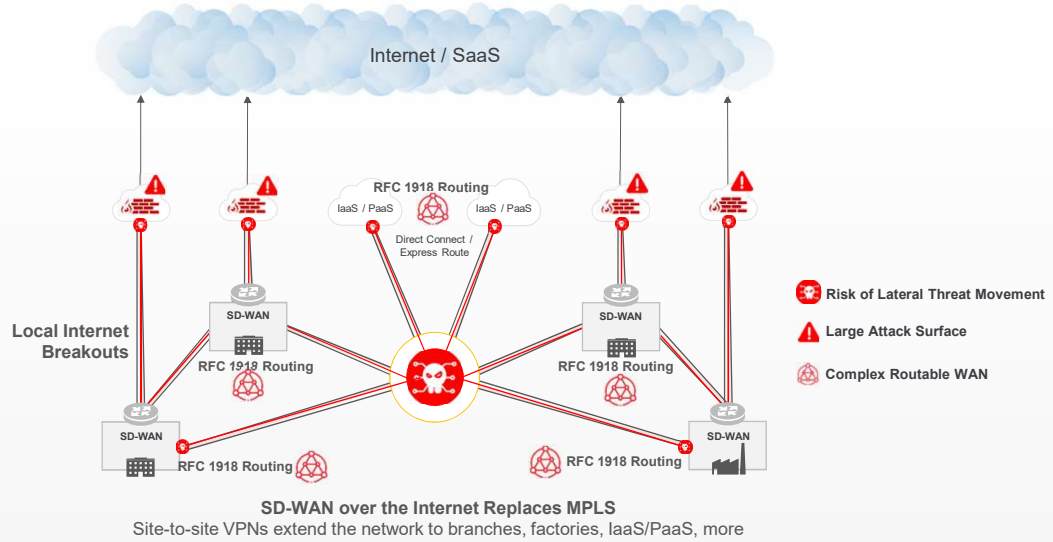 Internet / SaaS
RFC 1918 Routing
IaaS / PaaS
IaaS / PaaS
Direct Connect /
Express Route
SD-WAN
SD-WAN
Local Internet
Breakouts
RFC 1918 Routing
RFC 1918 Routing
SD-WAN
SD-WAN
RFC 1918 Routing
RFC 1918 Routing
Risk of Lateral Threat Movement
Large Attack Surface
Complex Routable WAN
SD-WAN over the Internet Replaces MPLS
Site-to-site VPNs extend the network to branches, factories, IaaS/PaaS, more